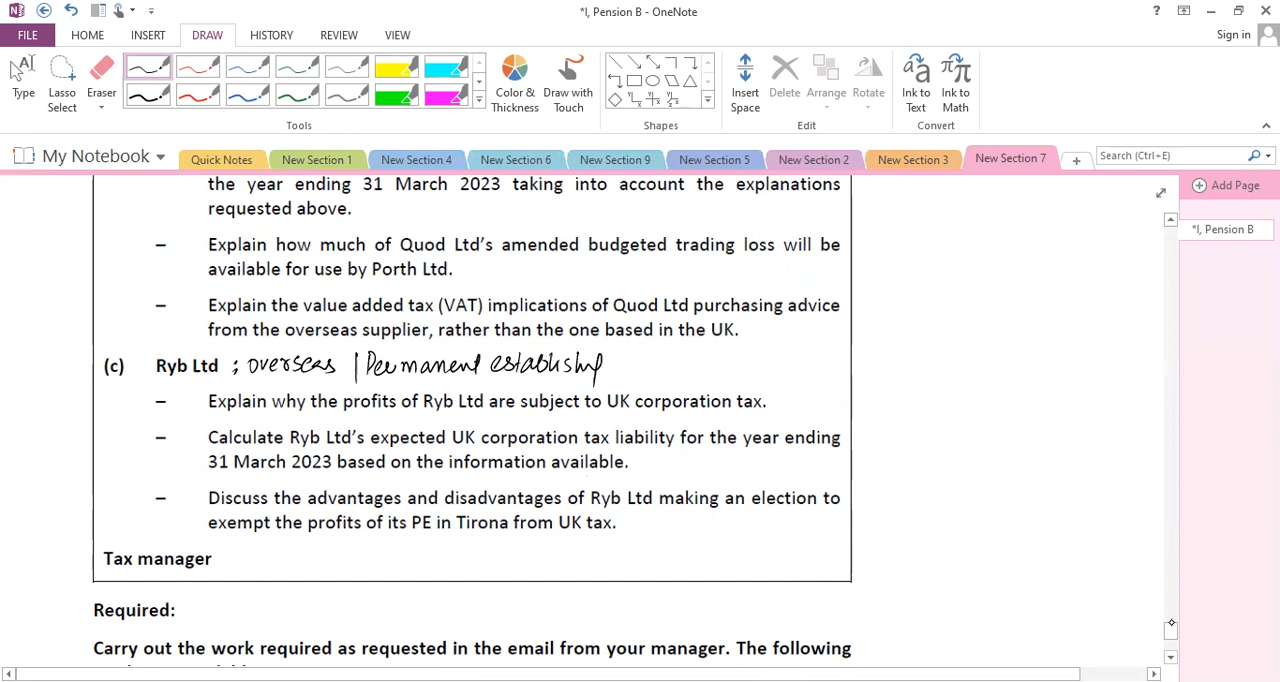 *I, Pension B - OneNote
?
Sign in
FILE
HOME
INSERT
DRAW
HISTORY
REVIEW
VIEW
Type
Lasso Select
Eraser
Color & Thickness
Draw with Touch
Insert Space
Delete
Arrange
Rotate
Ink to Text
Ink to Math
Tools
Shapes
Edit
Convert
My Notebook
Quick Notes
New Section 1
New Section 4
New Section 6
New Section 9
New Section 5
New Section 2
New Section 3
New Section 7
Search (Ctrl+E)
Add Page
*I, Pension B
the year ending 31 March 2023 taking into account the explanations
requested above.
– Explain how much of Quod Ltd's amended budgeted trading loss will be
available for use by Porth Ltd.
– Explain the value added tax (VAT) implications of Quod Ltd purchasing advice
from the overseas supplier, rather than the one based in the UK.
(c) Ryb Ltd ; overseas | Permanent establishp
– Explain why the profits of Ryb Ltd are subject to UK corporation tax.
– Calculate Ryb Ltd's expected UK corporation tax liability for the year ending
31 March 2023 based on the information available.
– Discuss the advantages and disadvantages of Ryb Ltd making an election to
exempt the profits of its PE in Tirona from UK tax.
Tax manager
Required:
Carry out the work required as requested in the email from your manager. The following